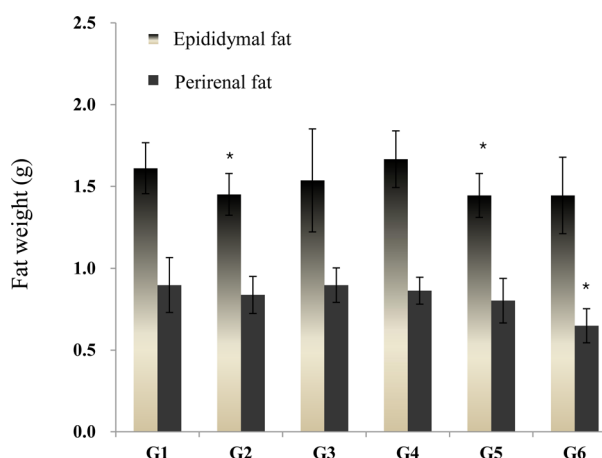 2.5
Epididymal fat
Perirenal fat
2.0
*
*
1.5
Fat weight (g)
1.0
*
0.5
0.0
G1 G2 G3 G4 G5 G6